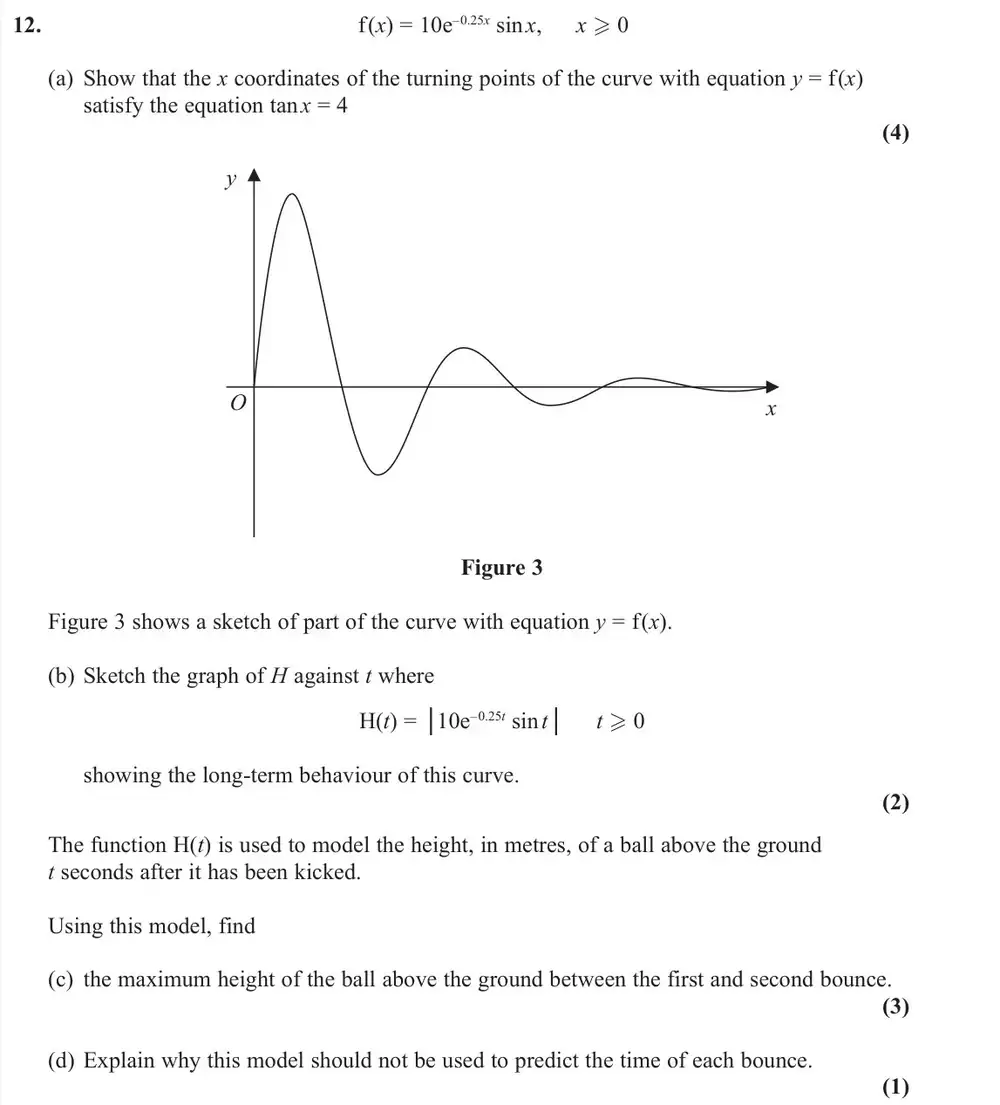 12. f(x) = 10e⁻⁰·²⁵ˣ sin x, x ⩾ 0
(a) Show that the x coordinates of the turning points of the curve with equation y = f(x)
satisfy the equation tan x = 4
(4)
y
O
x
Figure 3
Figure 3 shows a sketch of part of the curve with equation y = f(x).
(b) Sketch the graph of H against t where
H(t) = |10e⁻⁰·²⁵ᵗ sin t| t ⩾ 0
showing the long-term behaviour of this curve.
(2)
The function H(t) is used to model the height, in metres, of a ball above the ground
t seconds after it has been kicked.
Using this model, find
(c) the maximum height of the ball above the ground between the first and second bounce.
(3)
(d) Explain why this model should not be used to predict the time of each bounce.
(1)